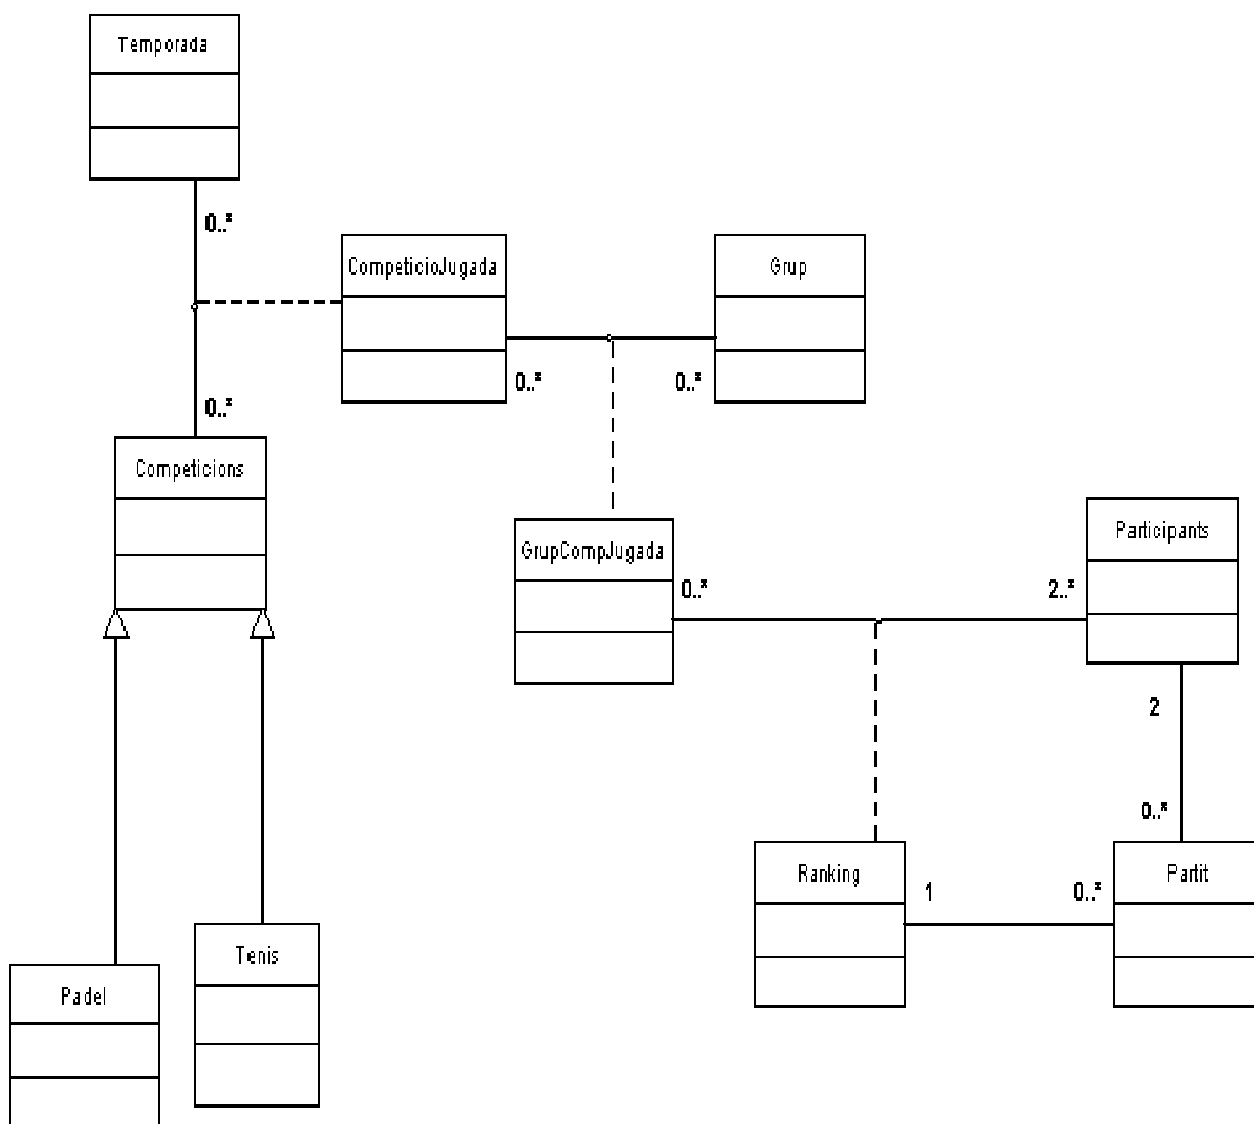 Temporada
0..*
CompeticioJugada
Grup
0..*
0..*
0..*
Competicions
GrupCompJugada
Participants
0..*
2..*
2
0..*
Ranking
Partit
1
0..*
Tenis
Padel